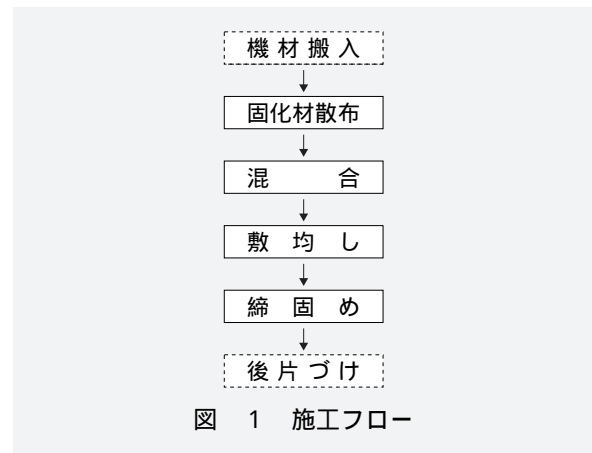 機材搬入
固化材散布
混合
敷均し
締固め
後片づけ
図 1 施工フロー